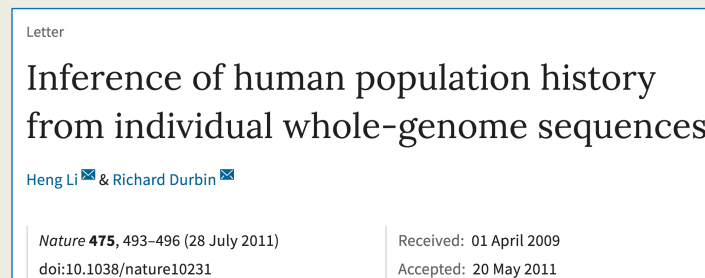 Letter
Inference of human population history
from individual whole-genome sequences
Heng Li & Richard Durbin
Nature 475, 493–496 (28 July 2011)
doi:10.1038/nature10231
Received: 01 April 2009
Accepted: 20 May 2011